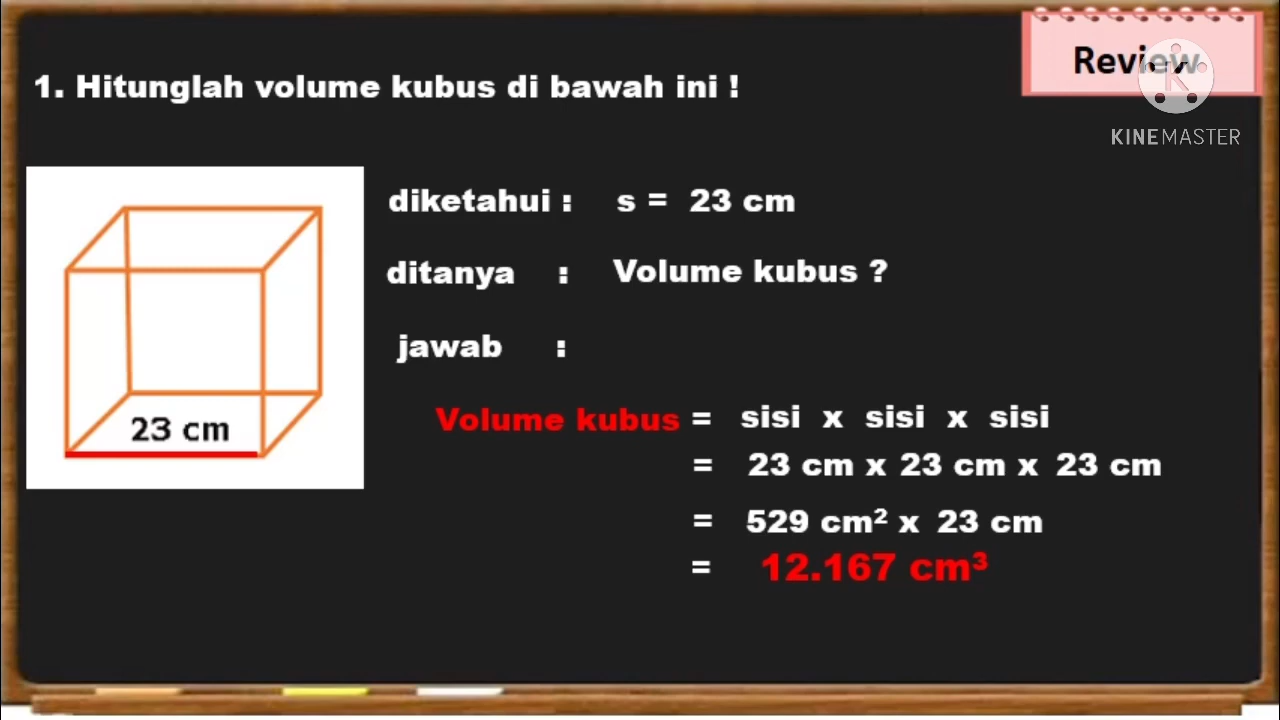 Review
KINEMASTER
1. Hitunglah volume kubus di bawah ini !
diketahui : s = 23 cm
ditanya : Volume kubus ?
jawab :
23 cm
Volume kubus = sisi x sisi x sisi
= 23 cm x 23 cm x 23 cm
= 529 cm² x 23 cm
= 12.167 cm³